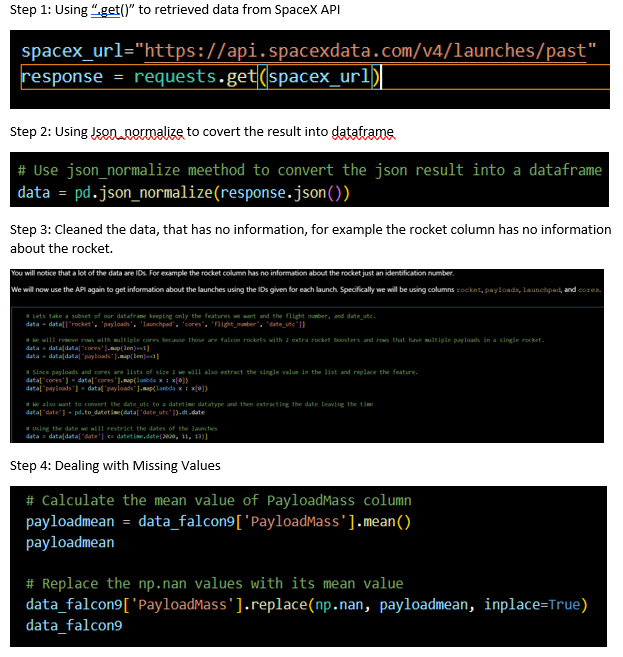 Step 1: Using “.get()” to retrieved data from SpaceX API
spacex_url="https://api.spacexdata.com/v4/launches/past"
response = requests.get(spacex_url)
Step 2: Using Json_normalize to covert the result into dataframe
# Use json_normalize meethod to convert the json result into a dataframe
data = pd.json_normalize(response.json())
Step 3: Cleaned the data, that has no information, for example the rocket column has no information
about the rocket.
You will notice that a lot of the data are IDs. For example the rocket column has no information about the rocket just an identification number.
We will now use the API again to get information about the launches using the IDs given for each launch. Specifically we will be using columns rocket, payloads, launchpad, and cores.
# Lets take a subset of our dataframe keeping only the features we want and the flight number, and date_utc.
data = data[['rocket', 'payloads', 'launchpad', 'cores', 'flight_number', 'date_utc']]
# We will remove rows with multiple cores because those are falcon rockets with 2 extra rocket boosters and rows that have multiple payloads in a single rocket.
data = data[data['cores'].map(len)==1]
data = data[data['payloads'].map(len)==1]
# Since payloads and cores are lists of size 1 we will also extract the single value in the list and replace the feature.
data['cores'] = data['cores'].map(lambda x : x[0])
data['payloads'] = data['payloads'].map(lambda x : x[0])
# We also want to convert the date_utc to a datetime datatype and then extracting the date leaving the time
data['date'] = pd.to_datetime(data['date_utc']).dt.date
# Using the date we will restrict the dates of the launches
data = data[data['date'] <= datetime.date(2020, 11, 13)]
Step 4: Dealing with Missing Values
# Calculate the mean value of PayloadMass column
payloadmean = data_falcon9['PayloadMass'].mean()
payloadmean
# Replace the np.nan values with its mean value
data_falcon9['PayloadMass'].replace(np.nan, payloadmean, inplace=True)
data_falcon9